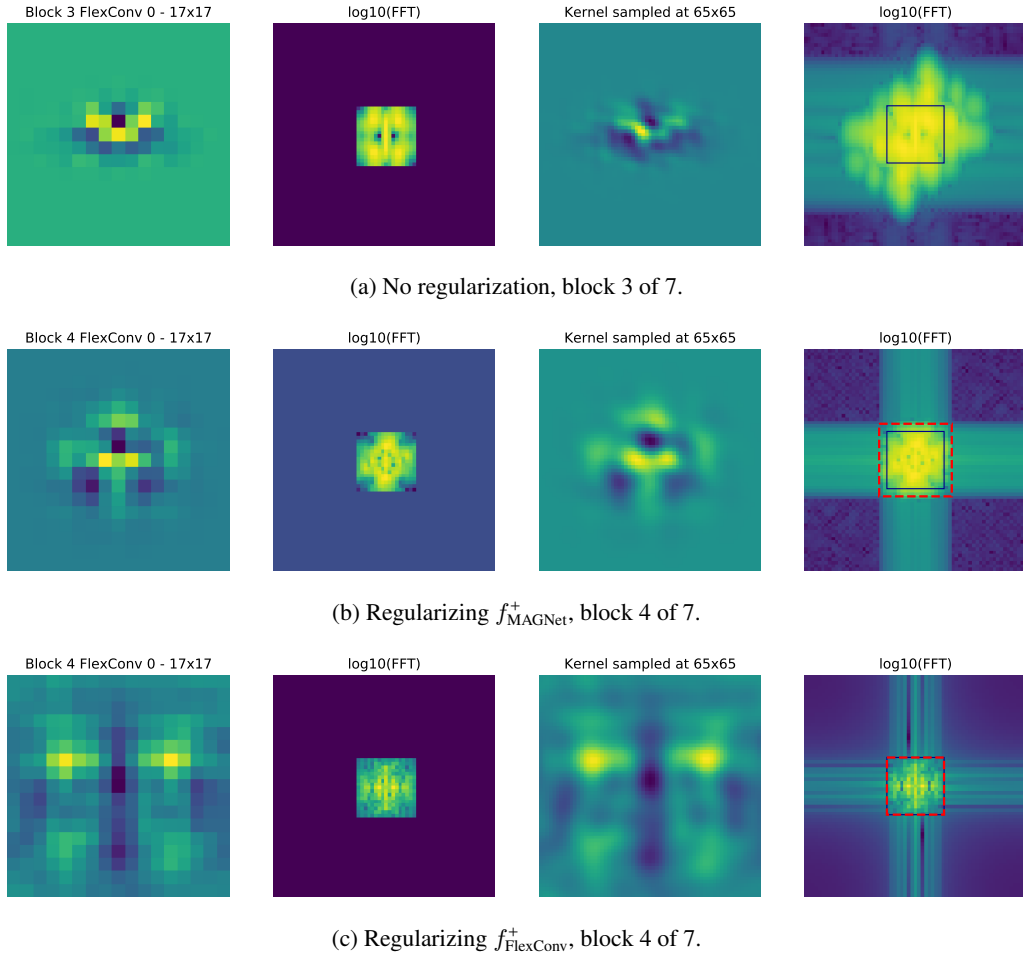 Block 3 FlexConv 0 - 17x17 log10(FFT) Kernel sampled at 65x65 log10(FFT)
(a) No regularization, block 3 of 7.
Block 4 FlexConv 0 - 17x17 log10(FFT) Kernel sampled at 65x65 log10(FFT)
(b) Regularizing f⁺MAGNet, block 4 of 7.
Block 4 FlexConv 0 - 17x17 log10(FFT) Kernel sampled at 65x65 log10(FFT)
(c) Regularizing f⁺FlexConv, block 4 of 7.